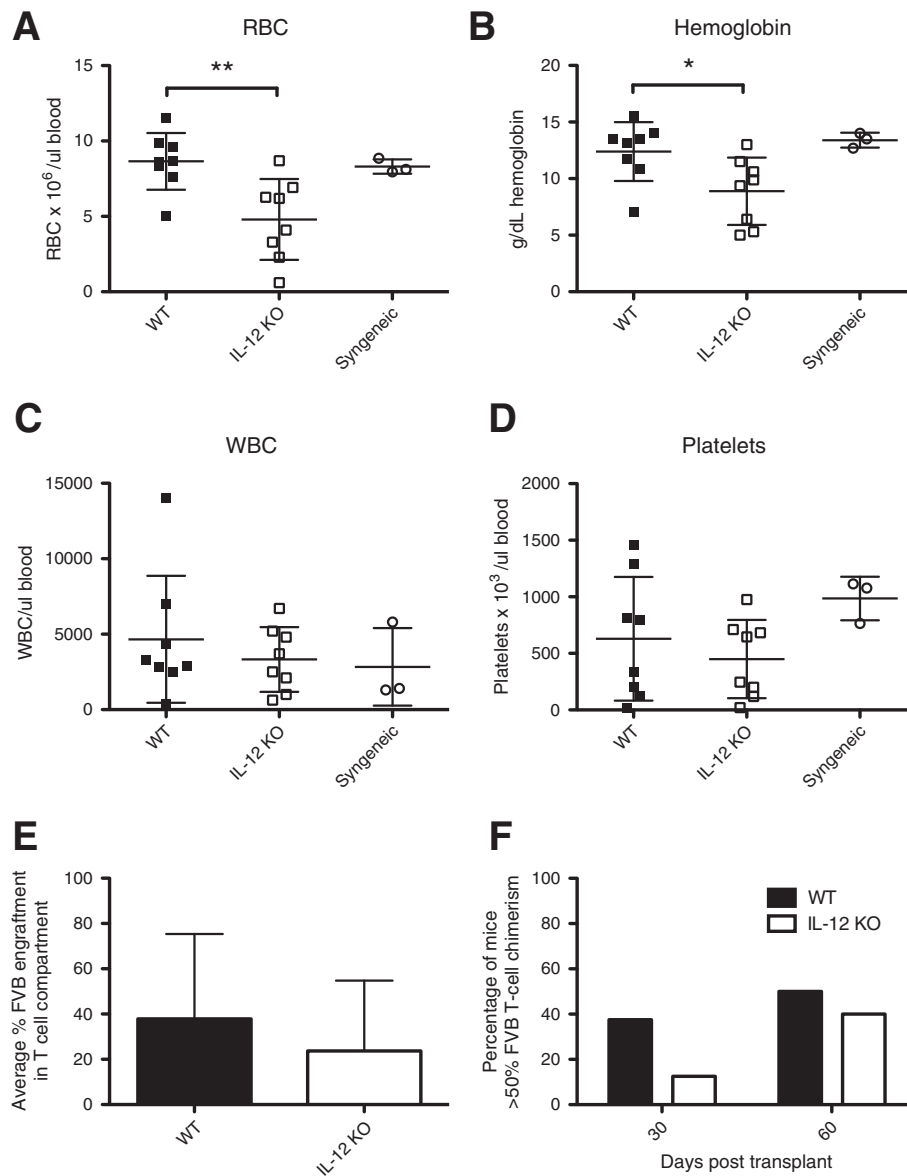 A
RBC
RBC x 10⁶/ul blood
15
10
5
0
**
WT
IL-12 KO
Syngeneic
B
Hemoglobin
g/dL hemoglobin
20
15
10
5
0
*
WT
IL-12 KO
Syngeneic
C
WBC
WBC/ul blood
15000
10000
5000
0
WT
IL-12 KO
Syngeneic
D
Platelets
Platelets x 10³ /ul blood
2000
1500
1000
500
0
WT
IL-12 KO
Syngeneic
E
Average % FVB engraftment
in T cell compartment
100
80
60
40
20
0
WT
IL-12 KO
F
Percentage of mice
>50% FVB T-cell chimerism
100
80
60
40
20
0
WT
IL-12 KO
30
60
Days post transplant